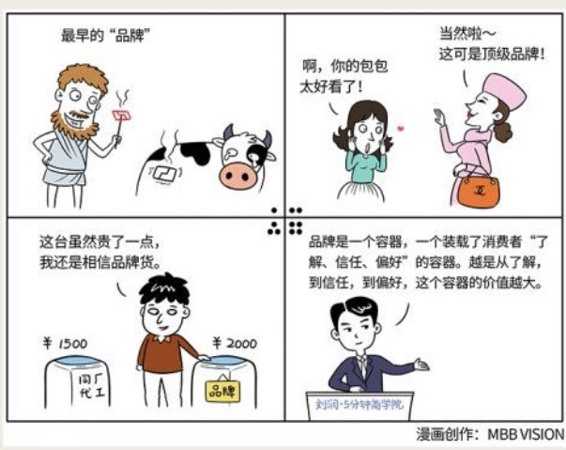 最早的“品牌”
啊，你的包包
太好看了！
当然啦～
这可是顶级品牌！
这台虽然贵了一点，
我还是相信品牌货。
¥ 1500
¥ 2000
同厂
代工
品牌
品牌是一个容器，一个装载了消费者“了
解、信任、偏好”的容器。越是从了解，
到信任，到偏好，这个容器的价值越大。
刘润·5分钟商学院
漫画创作：MBB VISION